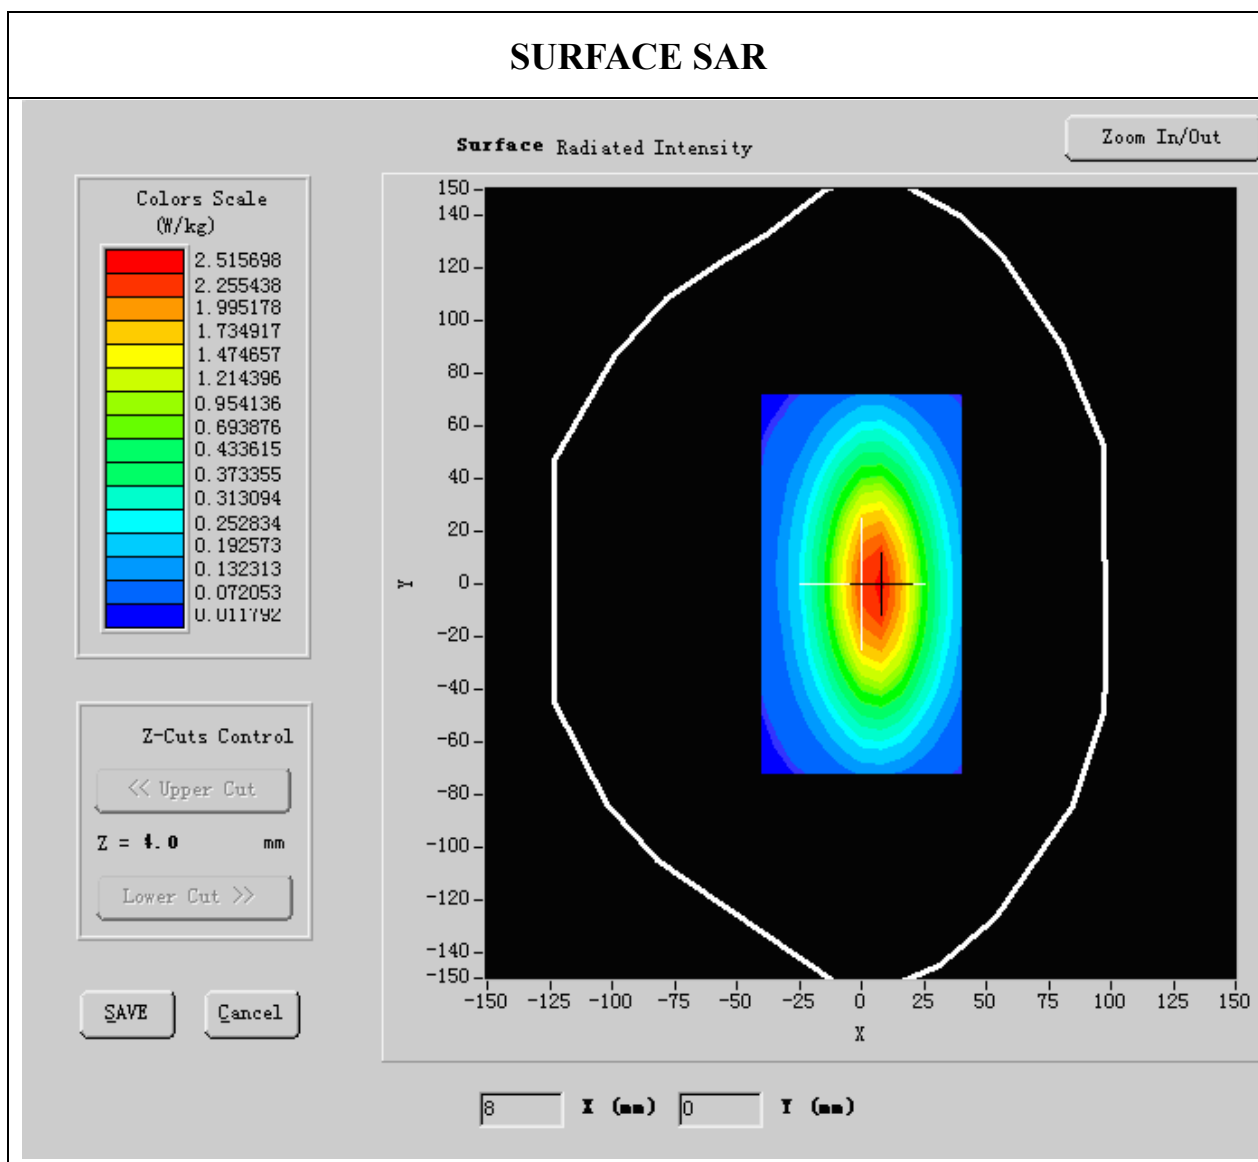 SURFACE SAR
Surface Radiated Intensity
Zoom In/Out
Colors Scale
(W/kg)
2.515698
2.255438
1.995178
1.734917
1.474657
1.214396
0.954136
0.693876
0.433615
0.373355
0.313094
0.252834
0.192573
0.132313
0.072053
0.011792
Z-Cuts Control
<< Upper Cut
Z = 4.0 mm
Lower Cut >>
SAVE Cancel
150
140
120
100
80
60
40
20
0
-20
-40
-60
-80
-100
-120
-140
-150
Y
-150 -125 -100 -75 -50 -25 0 25 50 75 100 125 150
X
8 X (mm) 0 Y (mm)